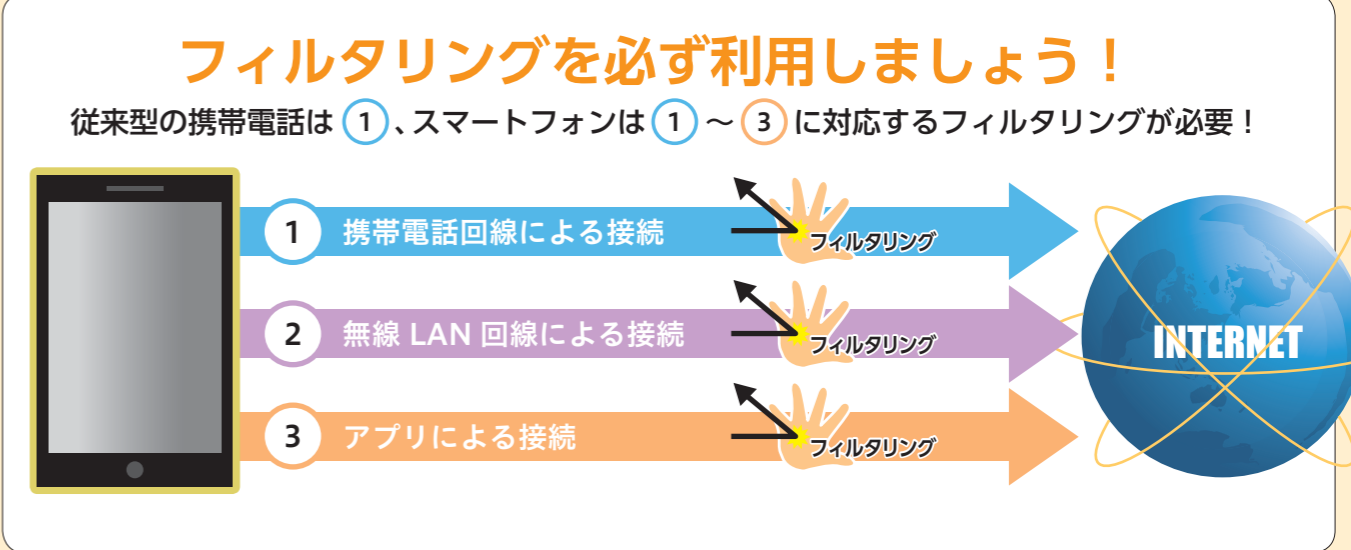 フィルタリングを必ず利用しましょう！
従来型の携帯電話は 1 、スマートフォンは 1 〜 3 に対応するフィルタリングが必要！
1 携帯電話回線による接続 フィルタリング
2 無線 LAN 回線による接続 フィルタリング
3 アプリによる接続 フィルタリング
INTERNET